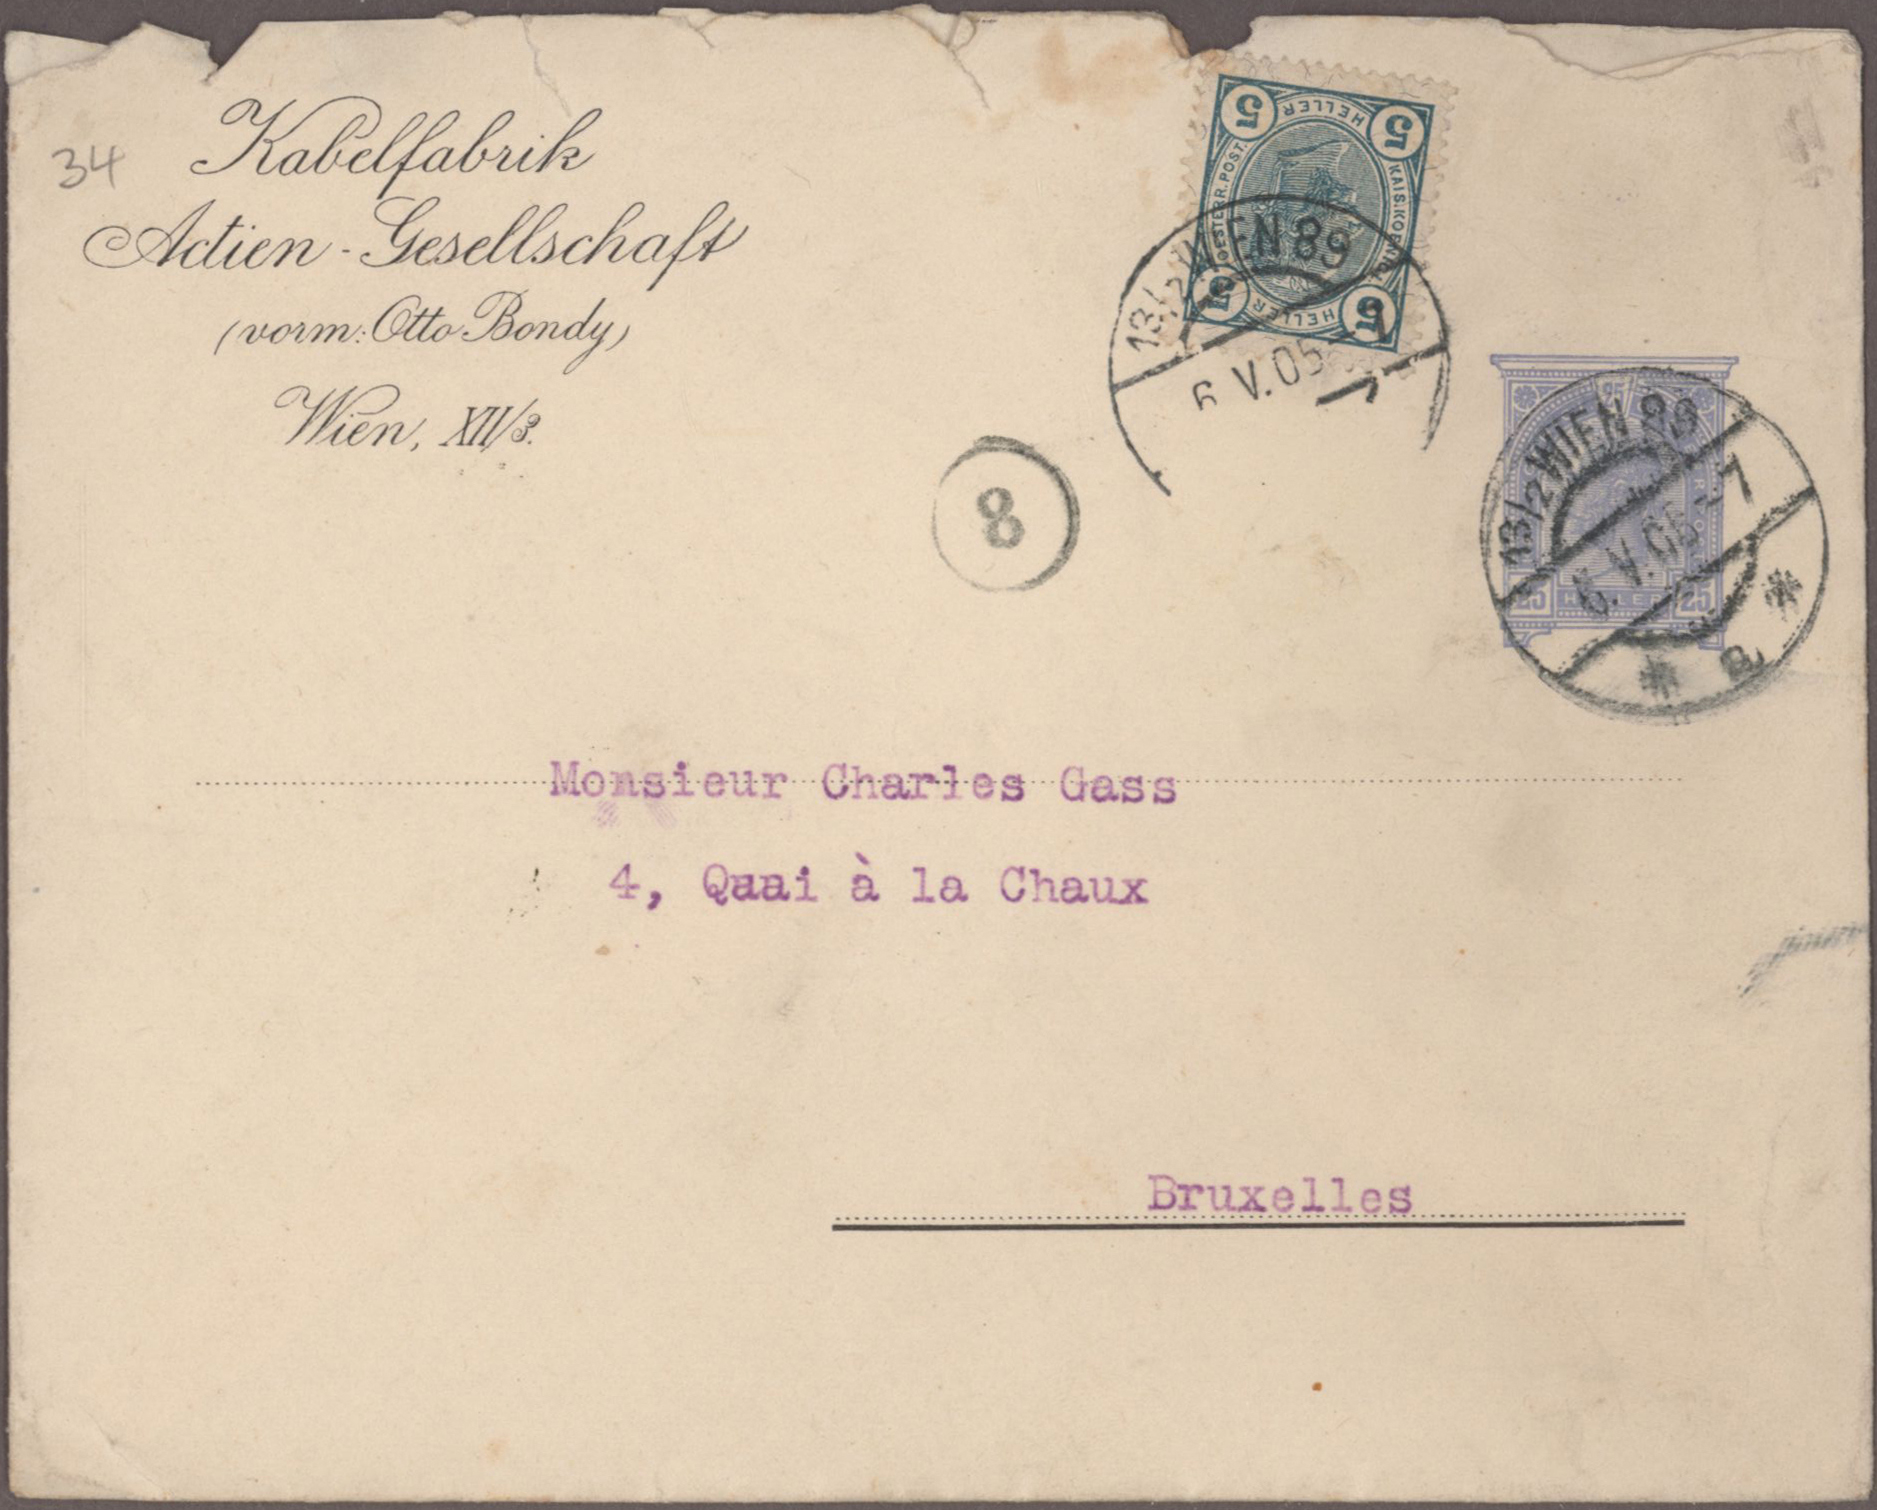 34
Kabelfabrik
Actien-Gesellschaft
(vorm: Otto Bondy)
Wien, XII/3.
5 HELLER 5
OESTERR. POST.
5 HELLER 5
13/2 WIEN 89
6 V. 05 - 7
8
13/2 WIEN 89
6. V. 05 - 7
25 HELLER 25
* a *
Monsieur Charles Gass
4, Quai à la Chaux
Bruxelles